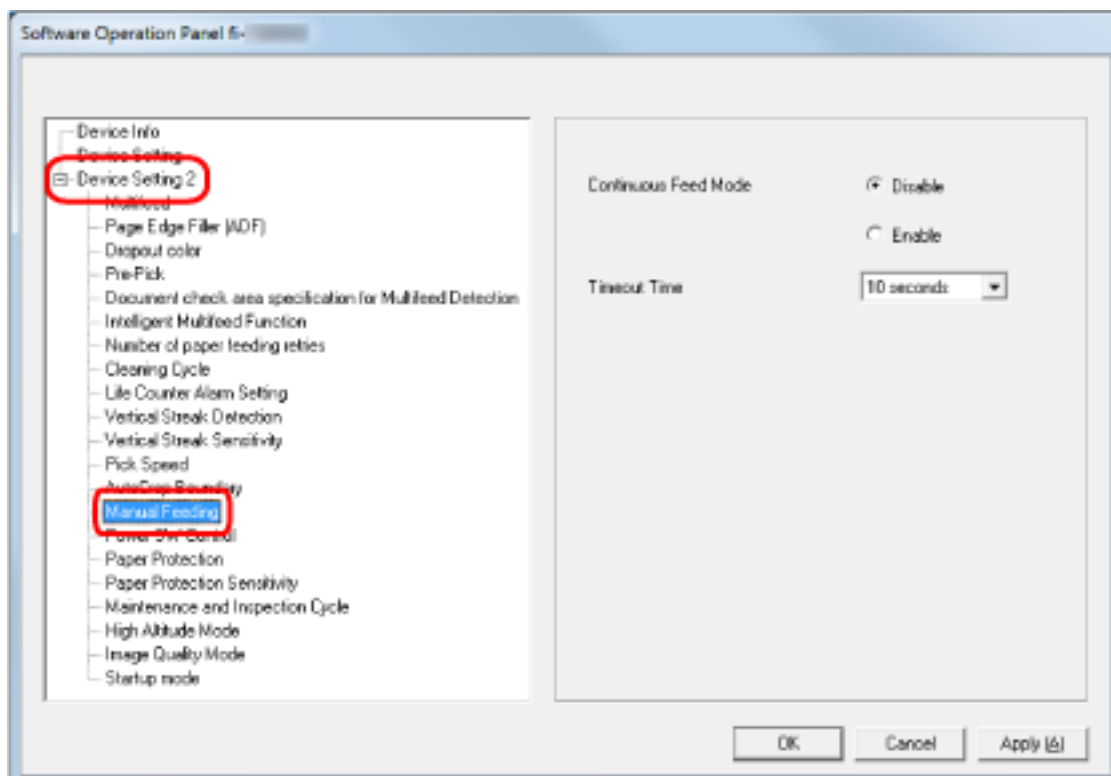 Software Operation Panel fi-
Device Info
Device Setting
Device Setting 2
Multifeed
Page Edge Filler (ADF)
Dropout color
Pre-Pick
Document check area specification for Multifeed Detection
Intelligent Multifeed Function
Number of paper feeding retries
Cleaning Cycle
Life Counter Alarm Setting
Vertical Streak Detection
Vertical Streak Sensitivity
Pick Speed
AutoCrop Boundary
Manual Feeding
Power SW Control
Paper Protection
Paper Protection Sensitivity
Maintenance and Inspection Cycle
High Altitude Mode
Image Quality Mode
Startup mode
Continuous Feed Mode
Disable
Enable
Timeout Time
10 seconds
OK
Cancel
Apply (A)